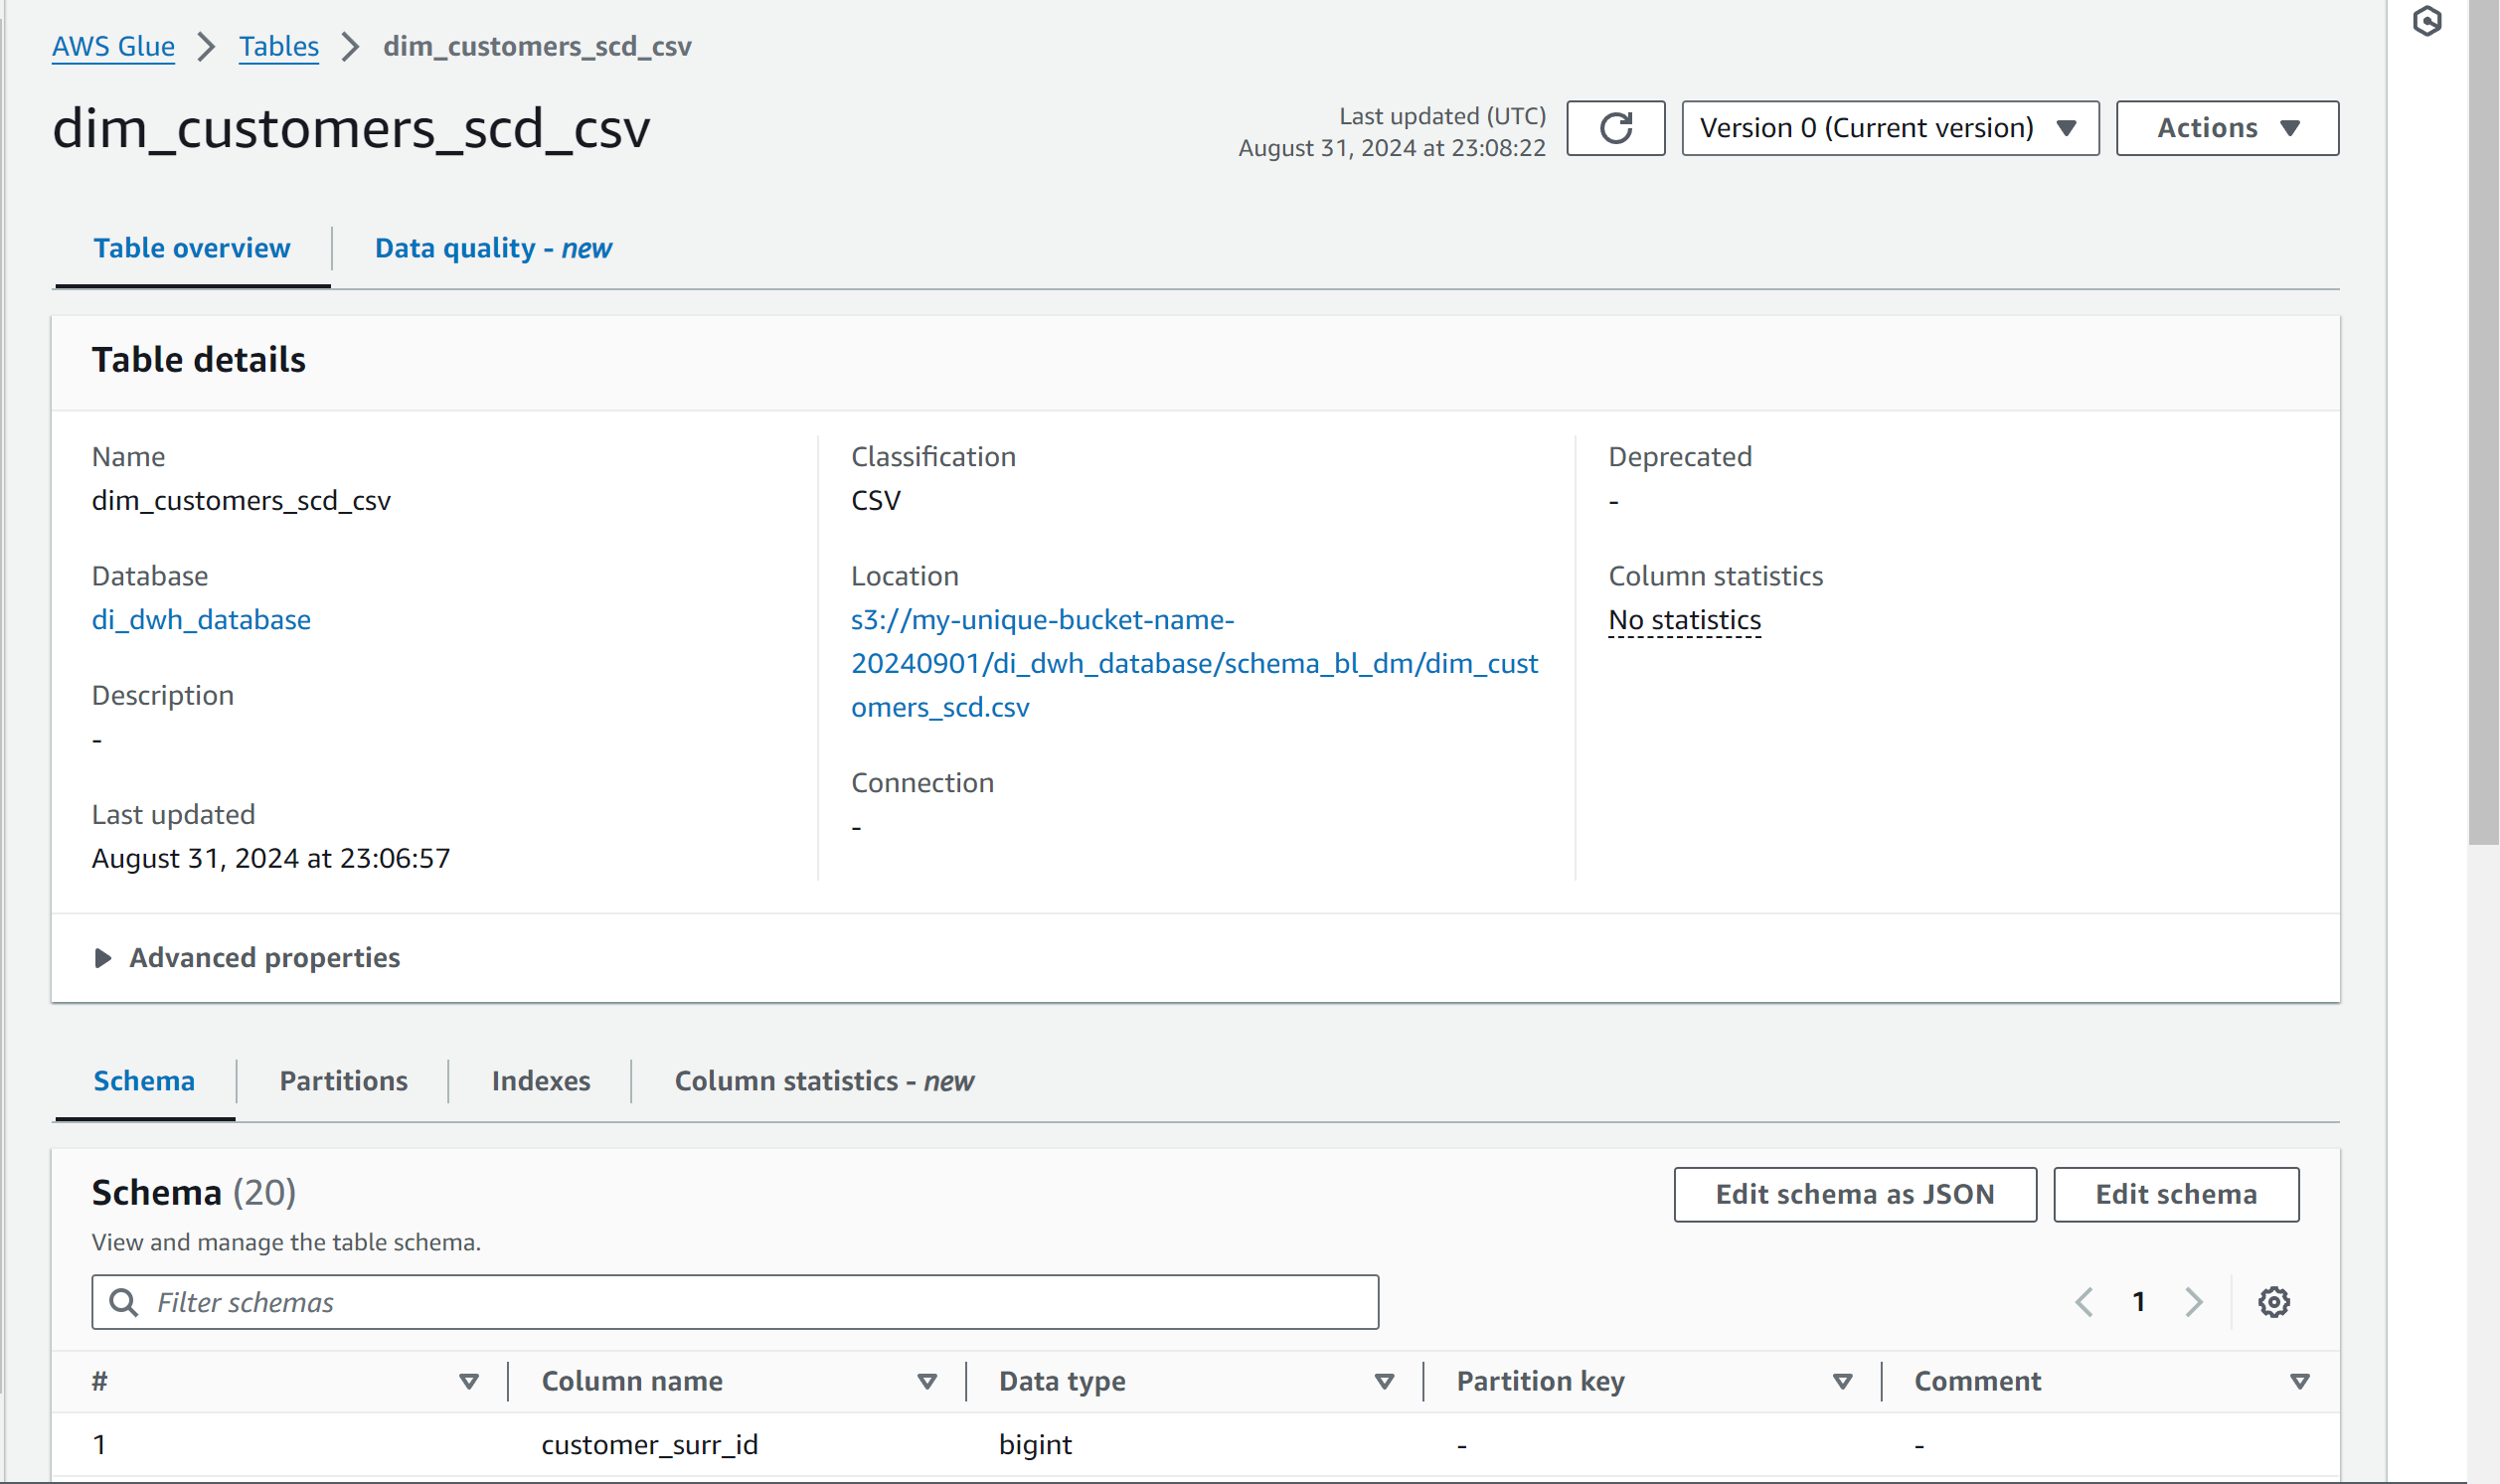 AWS Glue > Tables > dim_customers_scd_csv
dim_customers_scd_csv
Last updated (UTC)
August 31, 2024 at 23:08:22
Version 0 (Current version)
Actions
Table overview
Data quality - new
Table details
Name
dim_customers_scd_csv
Database
di_dwh_database
Description
-
Last updated
August 31, 2024 at 23:06:57
Classification
CSV
Location
s3://my-unique-bucket-name-
20240901/di_dwh_database/schema_bl_dm/dim_cust
omers_scd.csv
Connection
-
Deprecated
-
Column statistics
No statistics
Advanced properties
Schema
Partitions
Indexes
Column statistics - new
Schema (20)
View and manage the table schema.
Edit schema as JSON
Edit schema
Filter schemas
1
# Column name Data type Partition key Comment
1 customer_surr_id bigint - -